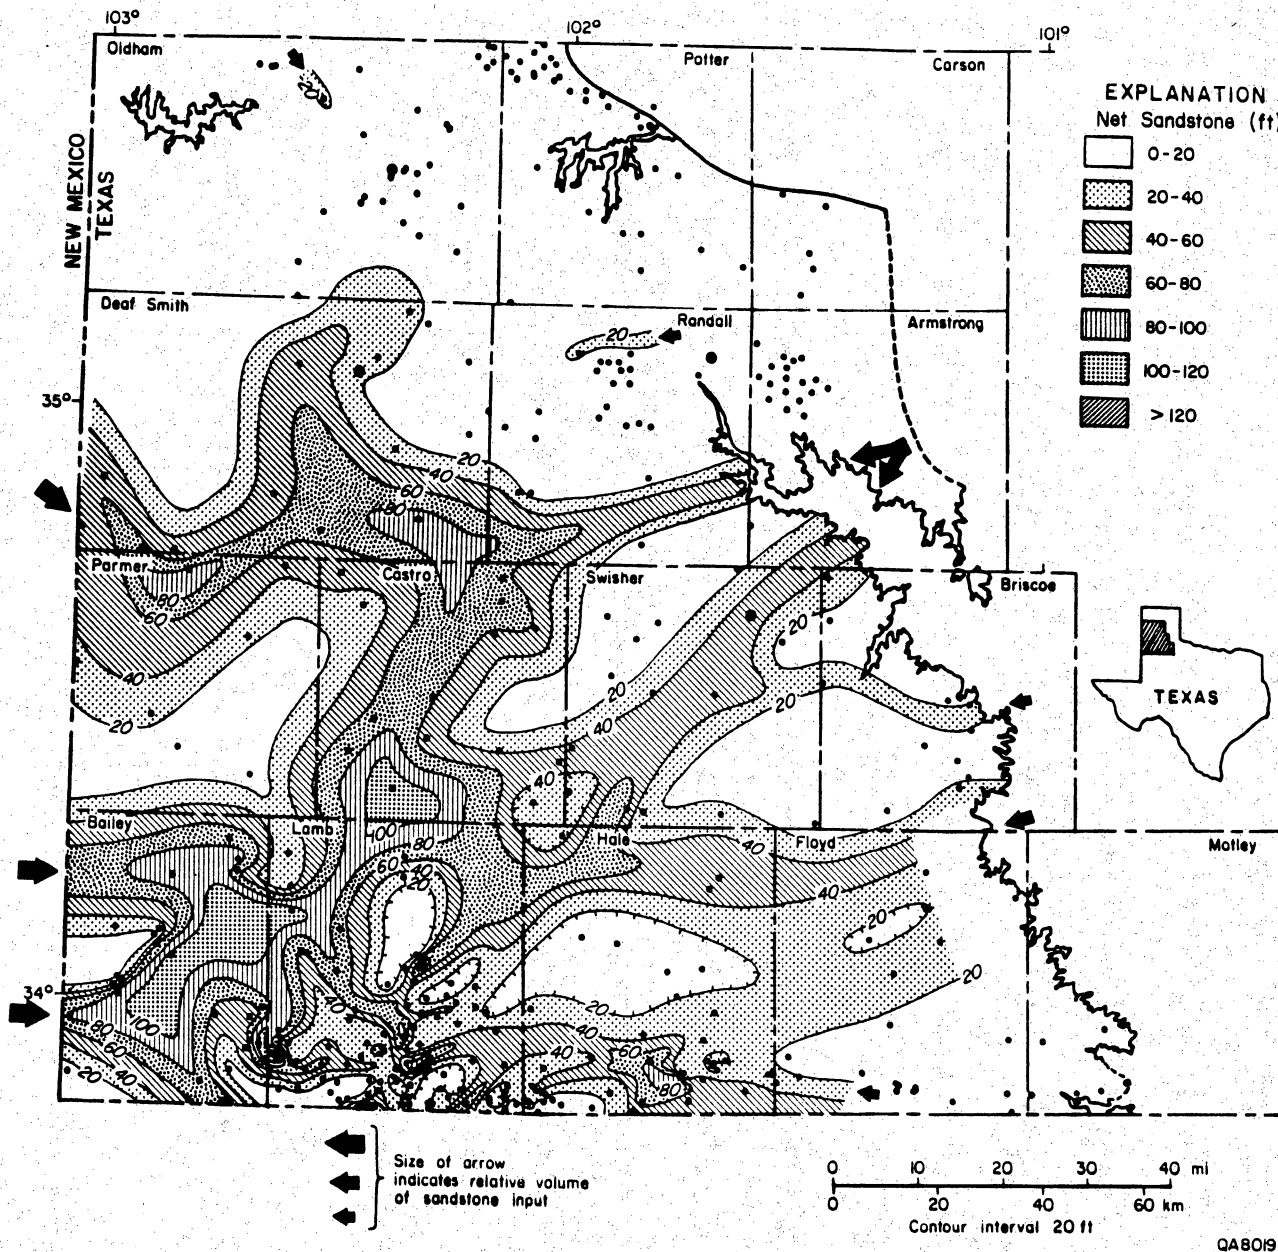 103°
102°
101°
Oldham
Potter
Carson
EXPLANATION
Net Sandstone (ft)
0-20
20-40
40-60
60-80
80-100
100-120
>120
NEW MEXICO
TEXAS
20
Deaf Smith
Randall
Armstrong
20
35°
20
40
60
80
Parmer
Castro
Swisher
Briscoe
80
60
40
20
20
40
20
20
TEXAS
40
Bailey
Lamb
Hale
Floyd
Motley
100
80
60
40
20
40
40
20
20
34°
20
40
40
100
80
60
40
20
40
60
80
Size of arrow
indicates relative volume
of sandstone input
0 10 20 30 40 mi
0 20 40 60 km
Contour interval 20 ft
QA8019